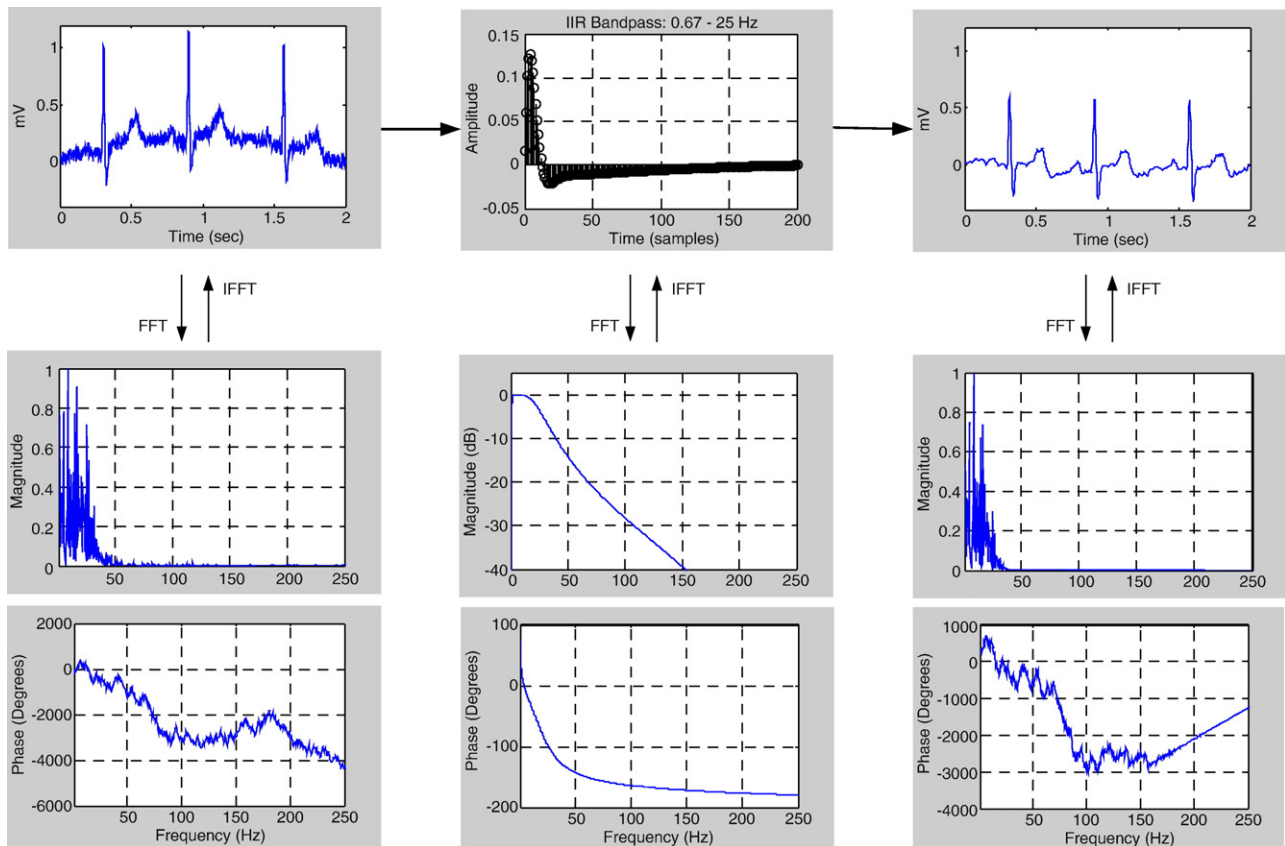 1
0.5
0
mV
0 0.5 1 1.5 2
Time (sec)
IIR Bandpass: 0.67 - 25 Hz
0.15
0.1
0.05
0
-0.05
Amplitude
50 100 150 200
Time (samples)
1
0.5
0
mV
0 0.5 1 1.5 2
Time (sec)
FFT
IFFT
FFT
IFFT
FFT
IFFT
1
0.8
0.6
0.4
0.2
0
Magnitude
50 100 150 200 250
0
-10
-20
-30
-40
Magnitude (dB)
0 50 100 150 200 250
1
0.8
0.6
0.4
0.2
0
Magnitude
50 100 150 200 250
2000
0
-2000
-4000
-6000
Phase (Degrees)
50 100 150 200 250
Frequency (Hz)
100
0
-100
-200
Phase (Degrees)
50 100 150 200 250
Frequency (Hz)
1000
0
-1000
-2000
-3000
-4000
Phase (Degrees)
50 100 150 200 250
Frequency (Hz)